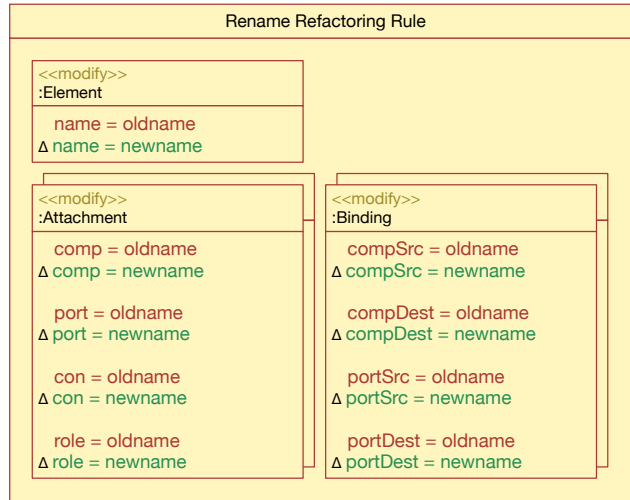 Rename Refactoring Rule
<<modify>>
:Element
name = oldname
Δ name = newname
<<modify>>
:Attachment
comp = oldname
Δ comp = newname
port = oldname
Δ port = newname
con = oldname
Δ con = newname
role = oldname
Δ role = newname
<<modify>>
:Binding
compSrc = oldname
Δ compSrc = newname
compDest = oldname
Δ compDest = newname
portSrc = oldname
Δ portSrc = newname
portDest = oldname
Δ portDest = newname